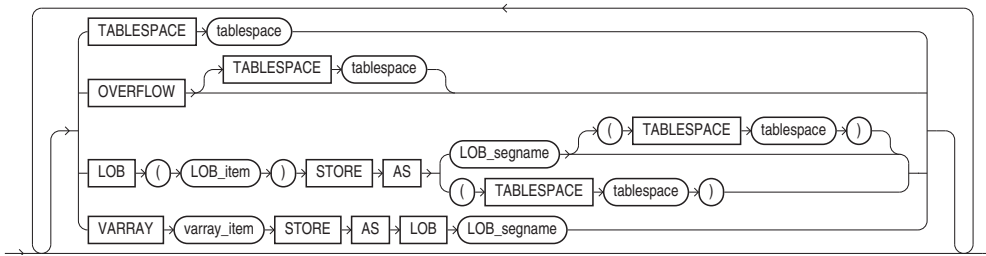 TABLESPACE tablespace
TABLESPACE tablespace
OVERFLOW
( TABLESPACE tablespace )
LOB_segname
LOB ( LOB_item ) STORE AS
( TABLESPACE tablespace )
VARRAY varray_item STORE AS LOB LOB_segname